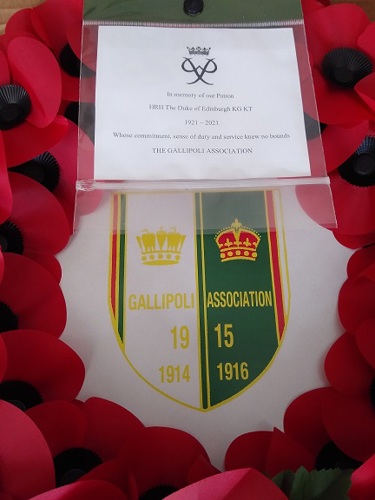 In memory of our Patron
HRH The Duke of Edinburgh KG KT
1921 – 2021
Whose commitment, sense of duty and service knew no bounds
THE GALLIPOLI ASSOCIATION
GALLIPOLI ASSOCIATION
19 15
1914 1916